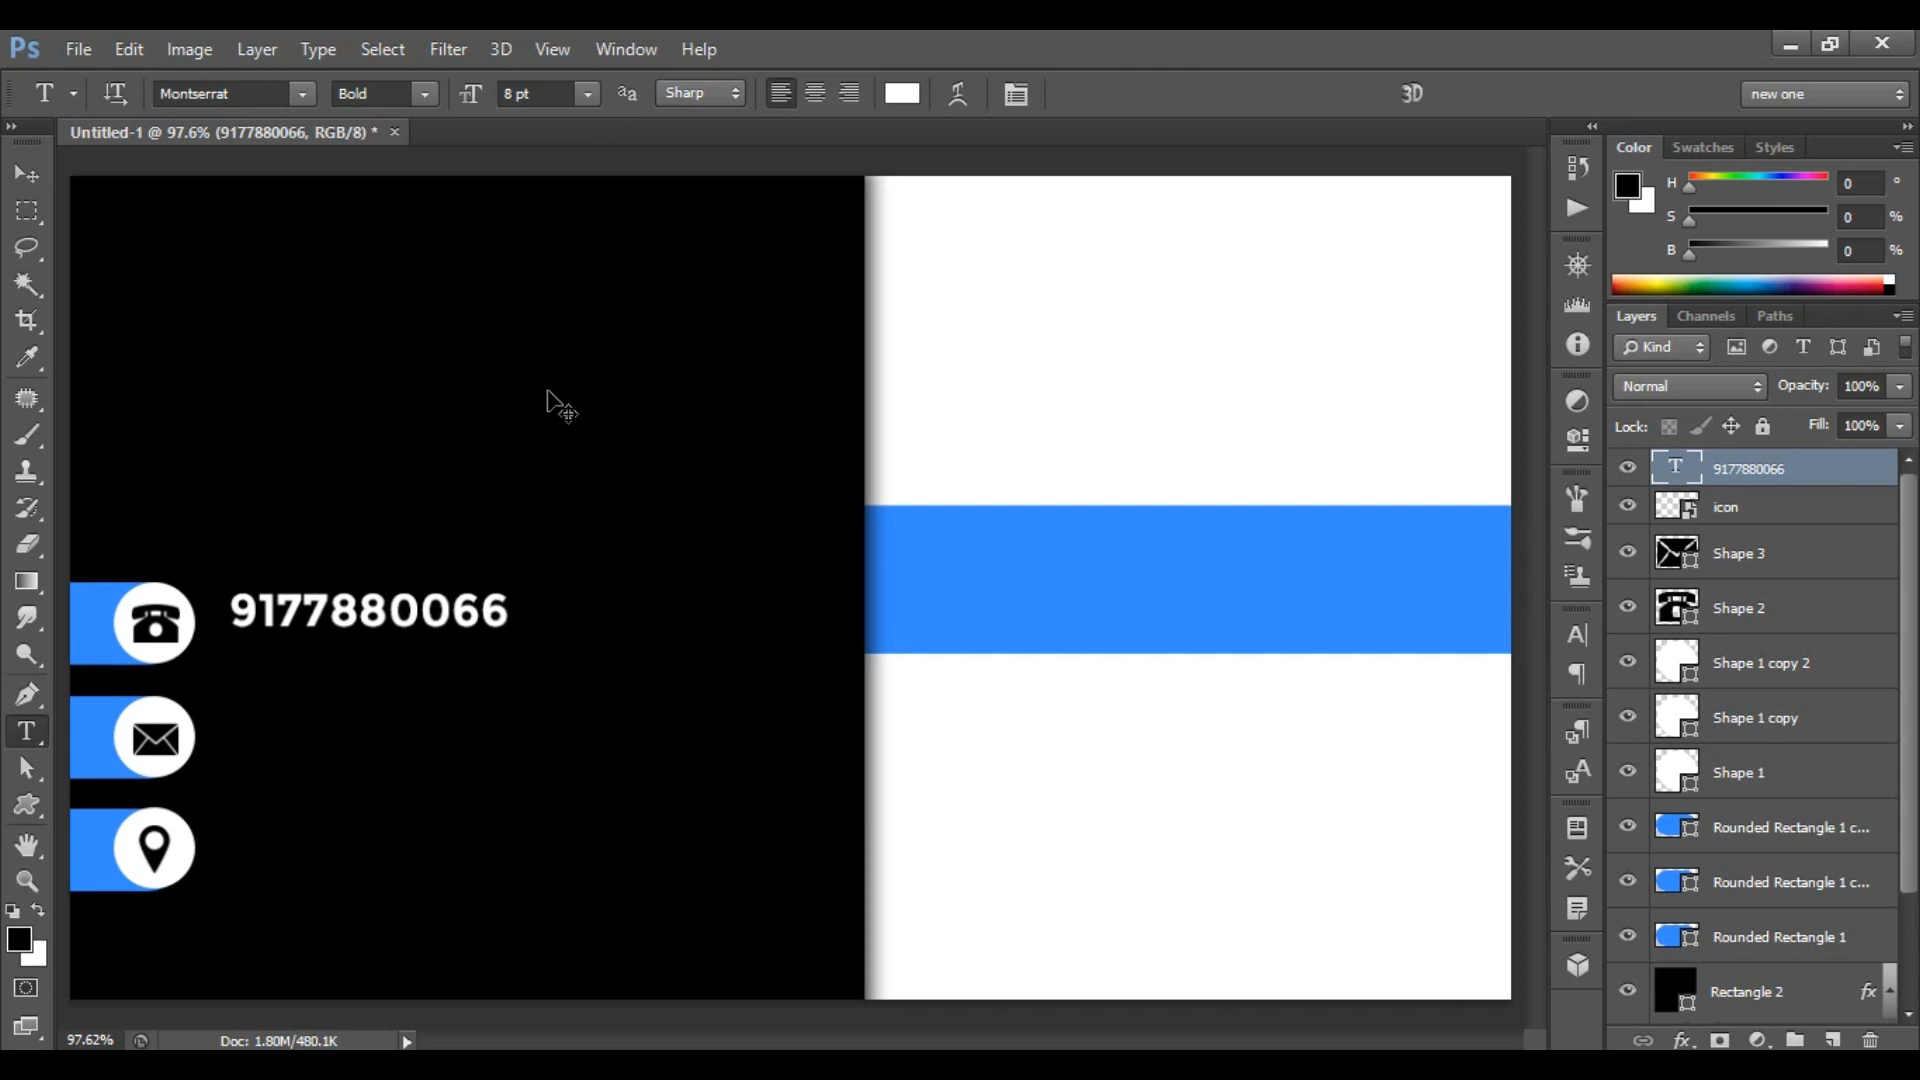 Ps File Edit Image Layer Type Select Filter 3D View Window Help
T Montserrat Bold 8 pt aa Sharp 3D new one
Untitled-1 @ 97.6% (9177880066, RGB/8) * ×
Color Swatches Styles
H 0 °
S 0 %
B 0 %
Layers Channels Paths
Kind
Normal Opacity: 100%
Lock: Fill: 100%
9177880066
icon
Shape 3
Shape 2
Shape 1 copy 2
Shape 1 copy
Shape 1
Rounded Rectangle 1 c...
Rounded Rectangle 1 c...
Rounded Rectangle 1
Rectangle 2 fx
9177880066
97.62% Doc: 1.80M/480.1K